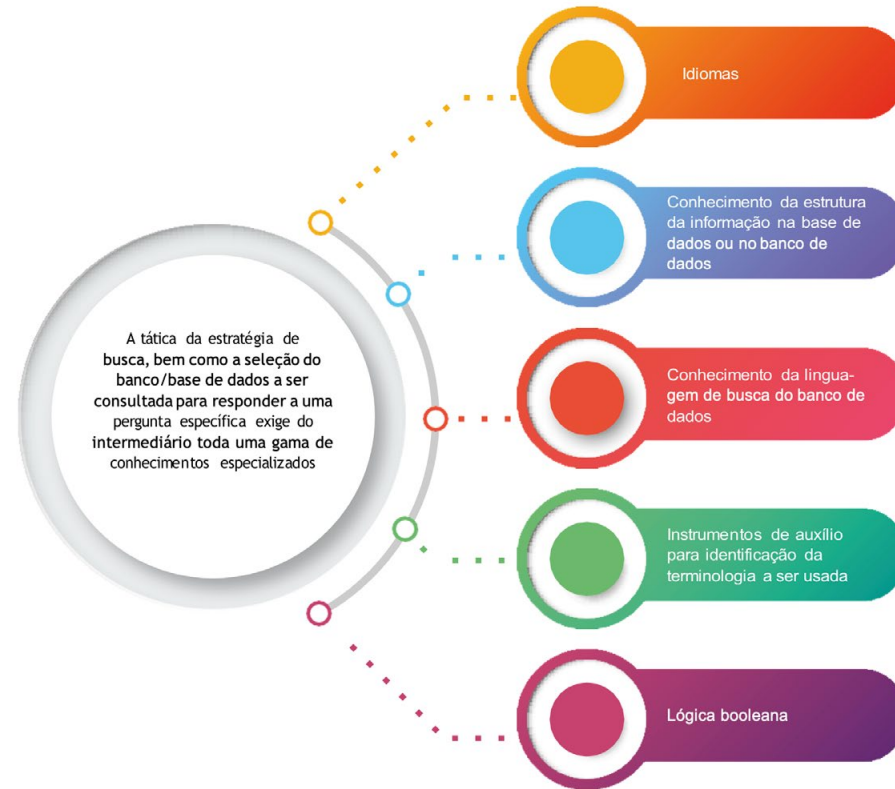 A tática da estratégia de
busca, bem como a seleção do
banco/base de dados a ser
consultada para responder a uma
pergunta específica exige do
intermediário toda uma gama de
conhecimentos especializados
Idiomas
Conhecimento da estrutura
da informação na base de
dados ou no banco de
dados
Conhecimento da lingua-
gem de busca do banco de
dados
Instrumentos de auxílio
para identificação da
terminologia a ser usada
Lógica booleana